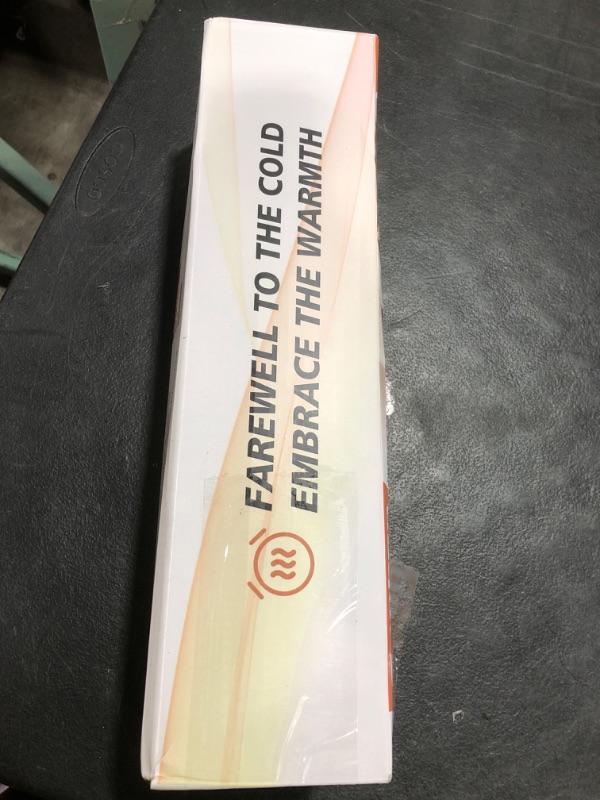 FAREWELL TO THE COLD
EMBRACE THE WARMTH